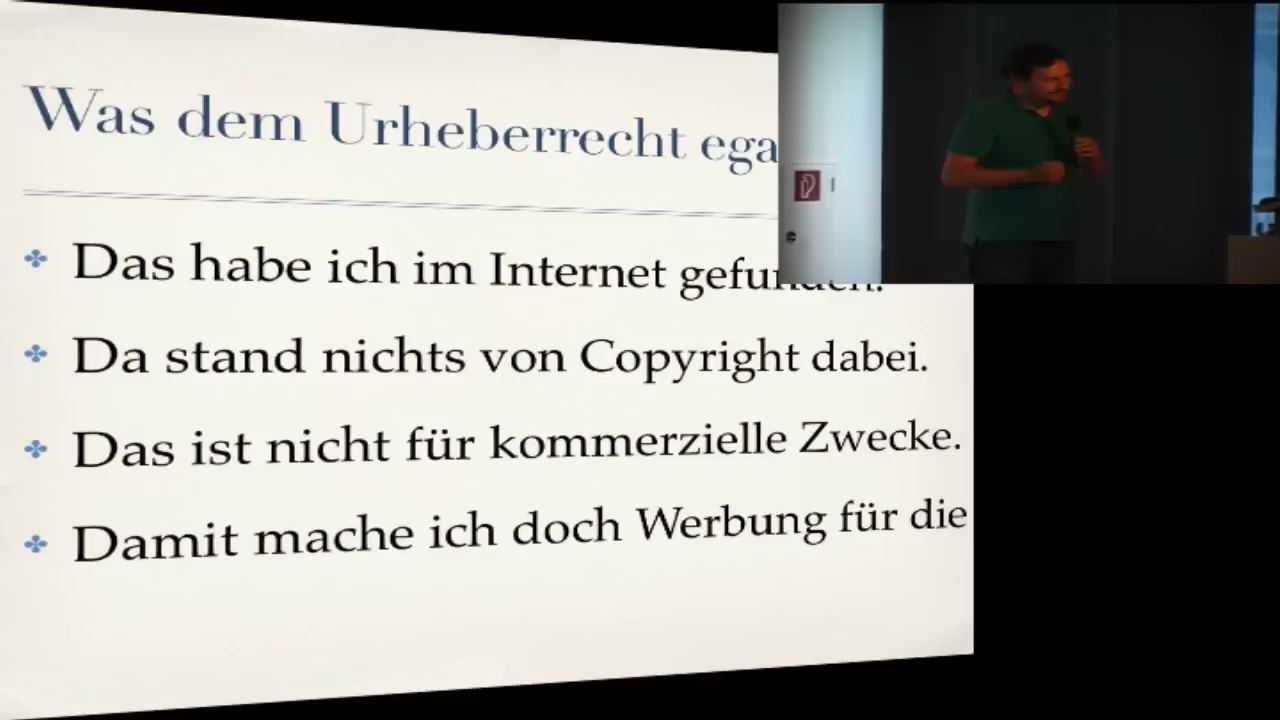 Was dem Urheberrecht ega
Das habe ich im Internet gefunden.
Da stand nichts von Copyright dabei.
Das ist nicht für kommerzielle Zwecke.
Damit mache ich doch Werbung für die